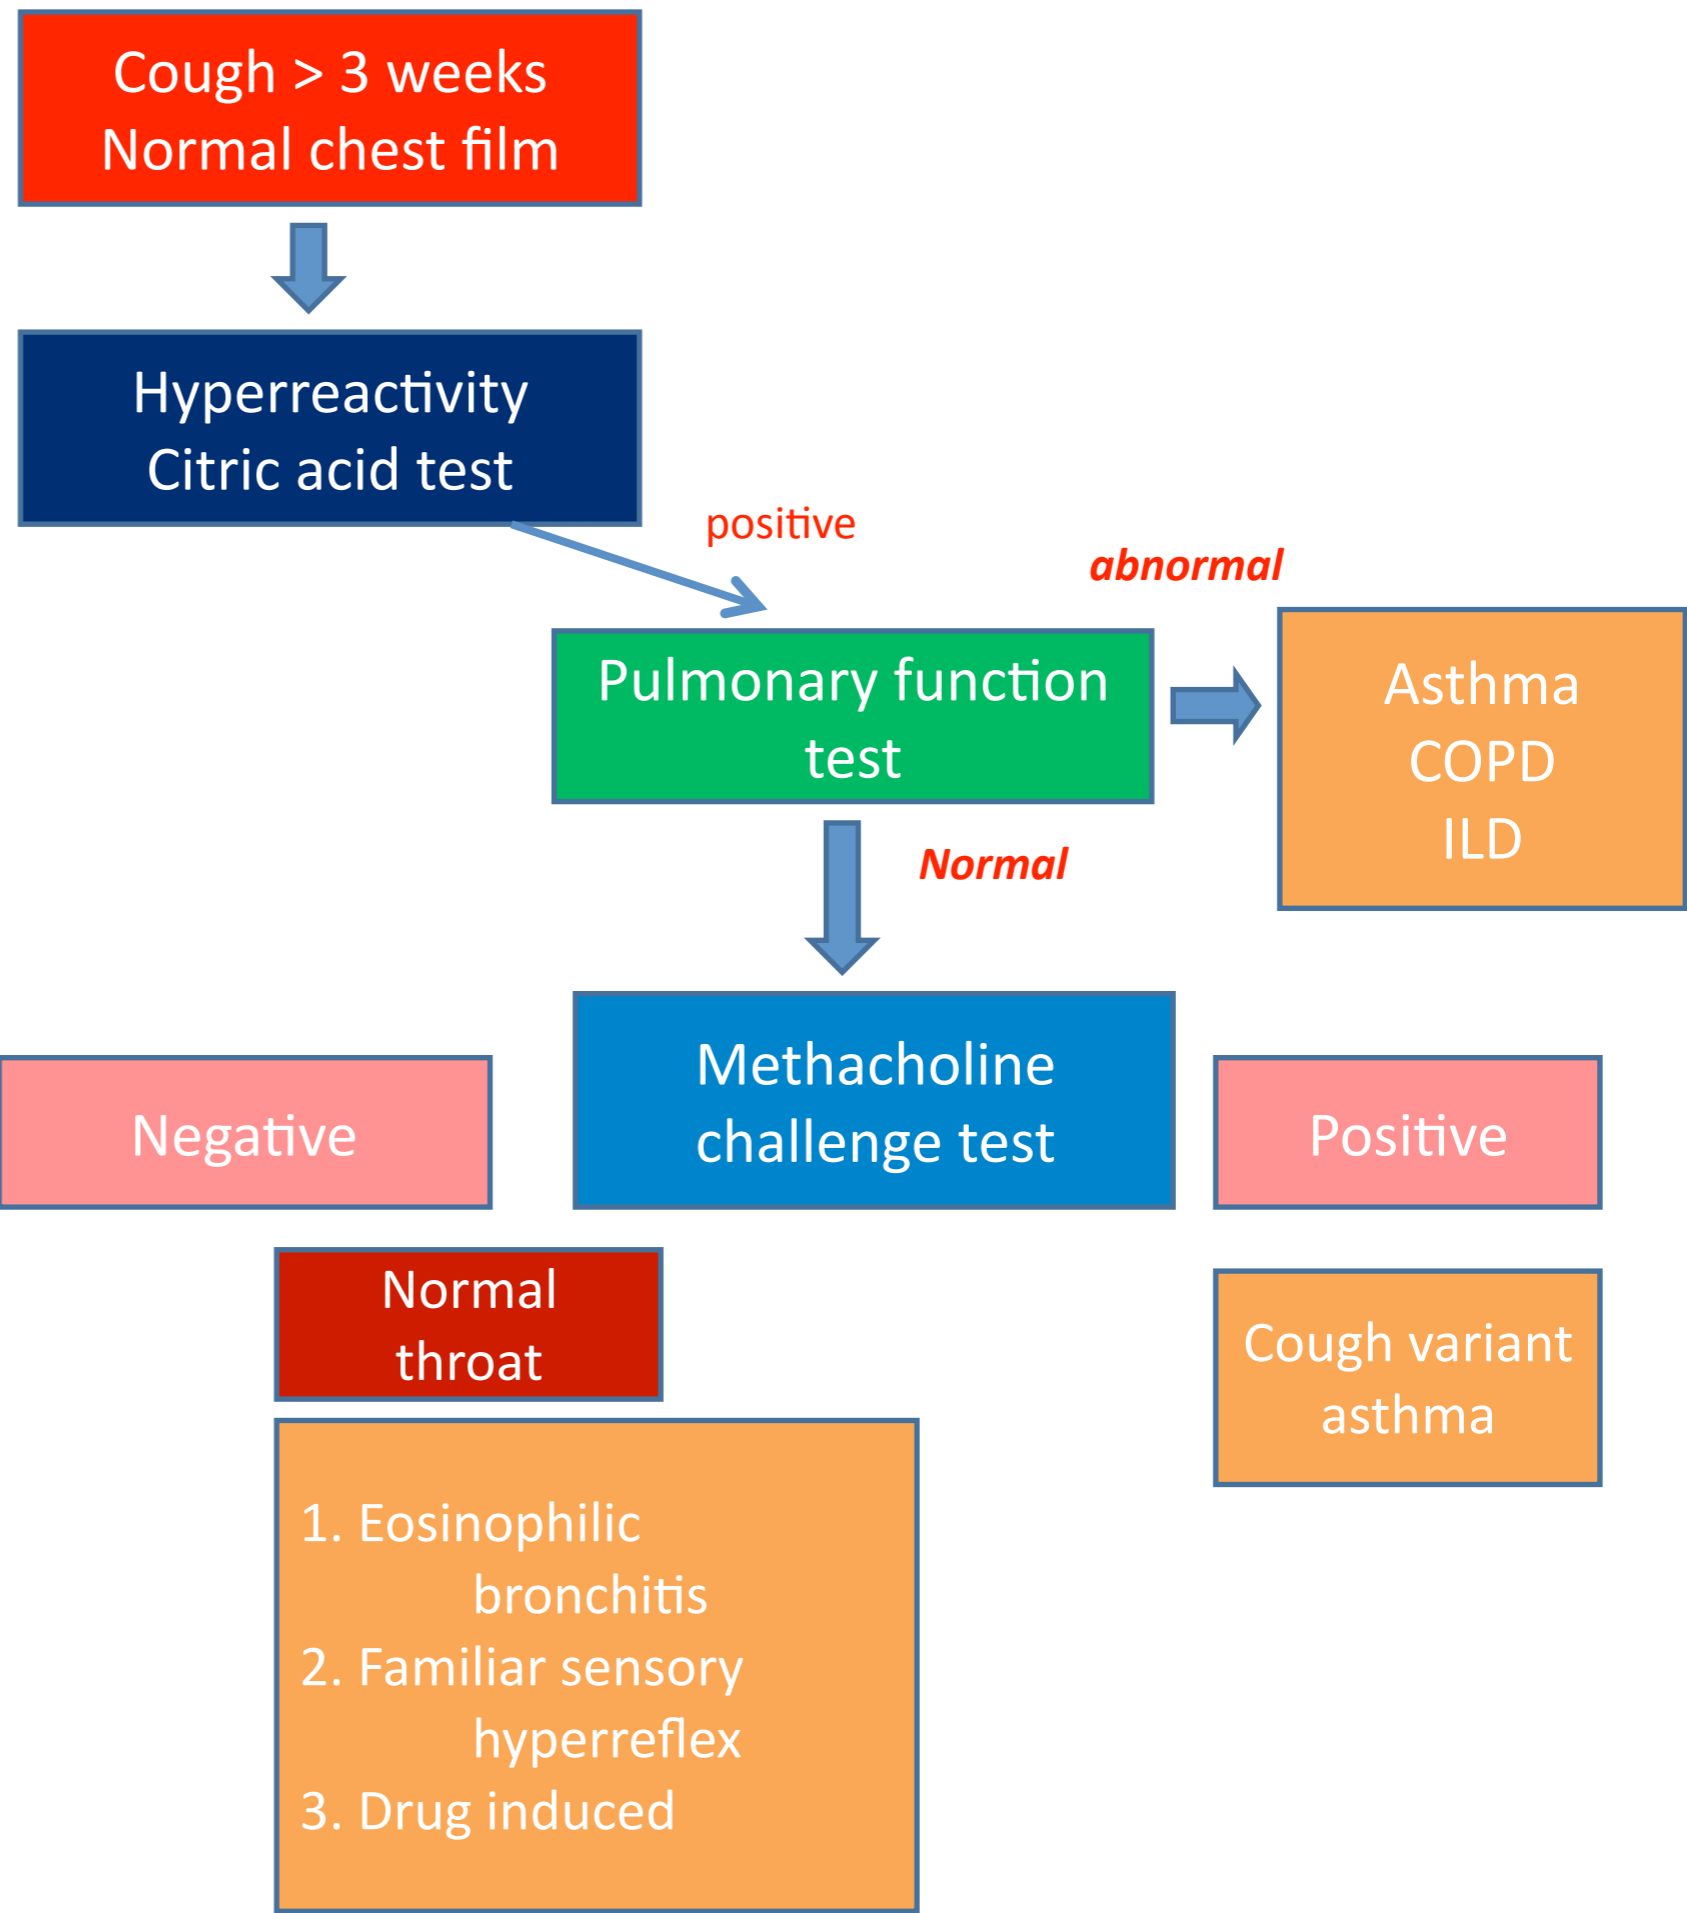 Cough > 3 weeks
Normal chest film
Hyperreactivity
Citric acid test
positive
abnormal
Pulmonary function
test
Asthma
COPD
ILD
Normal
Methacholine
challenge test
Negative
Positive
Normal
throat
Cough variant
asthma
1. Eosinophilic
bronchitis
2. Familiar sensory
hyperreflex
3. Drug induced